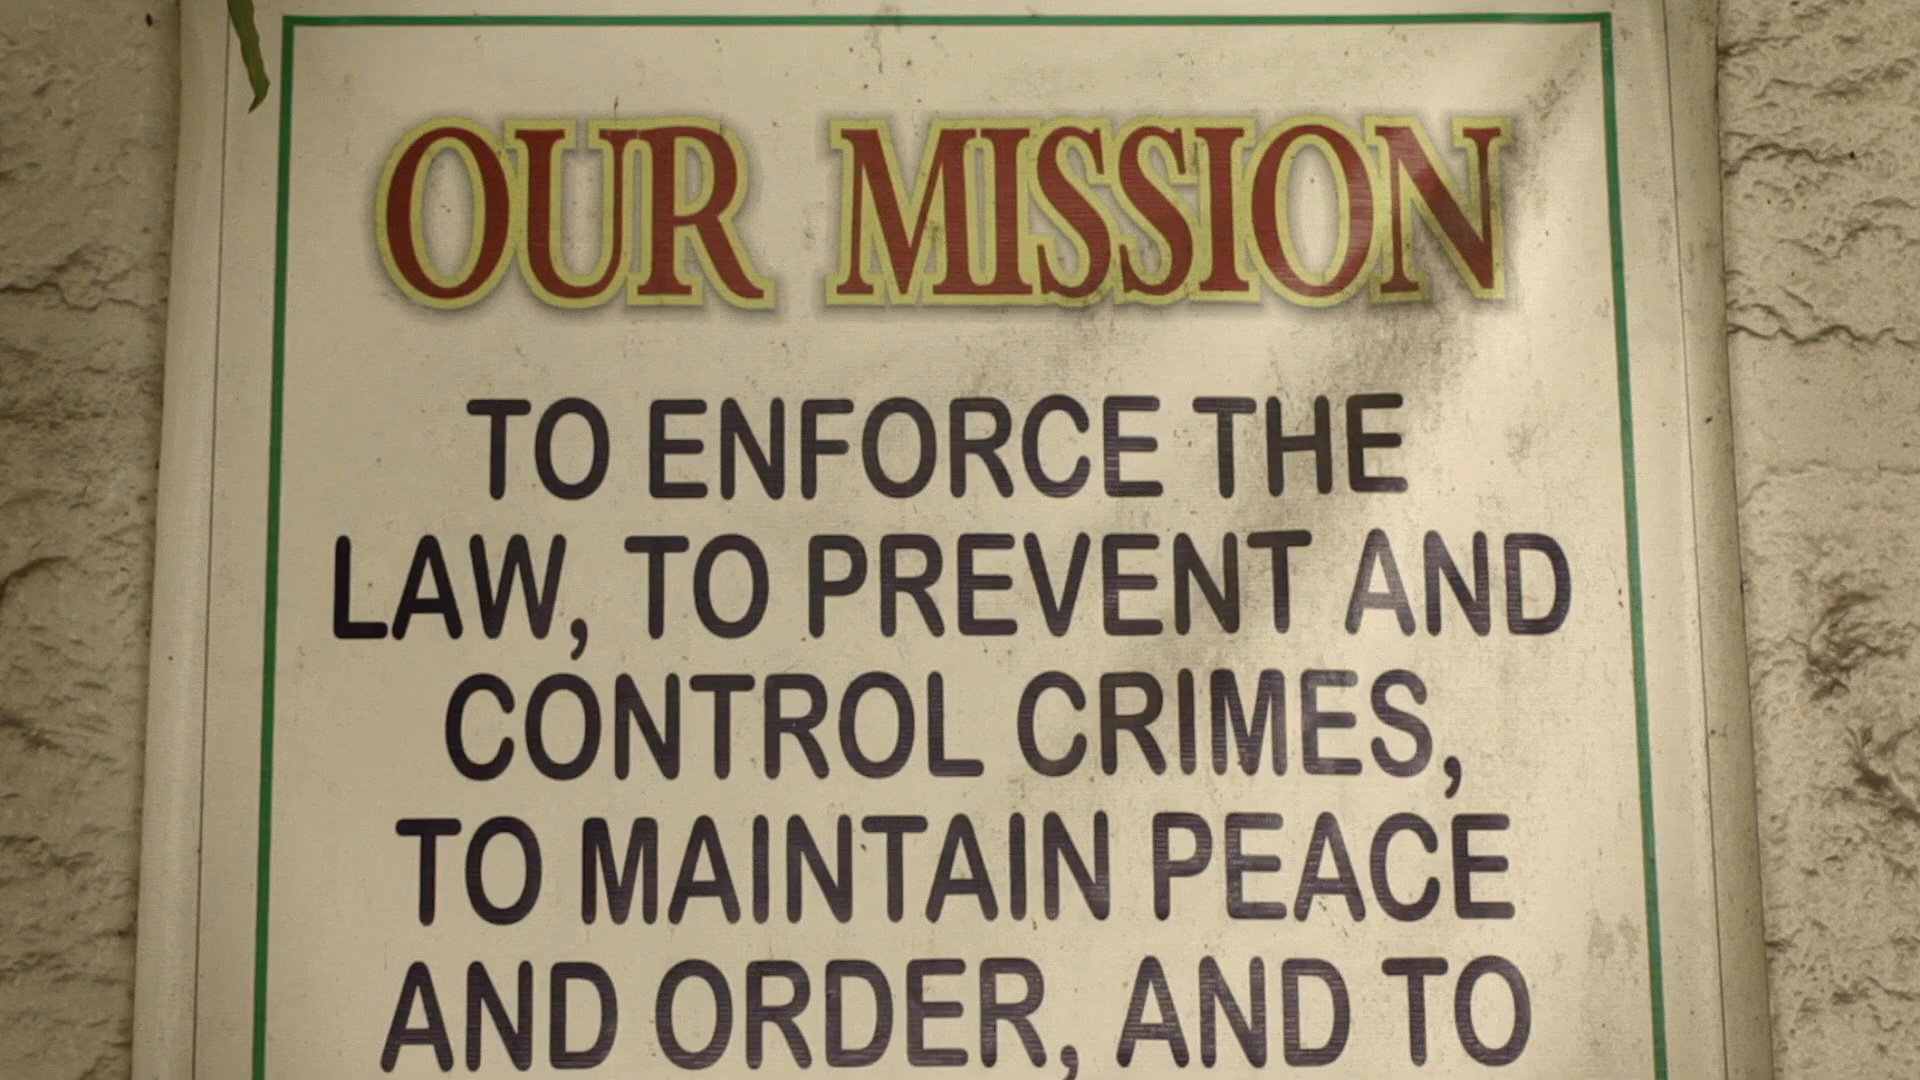 OUR MISSION
TO ENFORCE THE
LAW, TO PREVENT AND
CONTROL CRIMES,
TO MAINTAIN PEACE
AND ORDER, AND TO